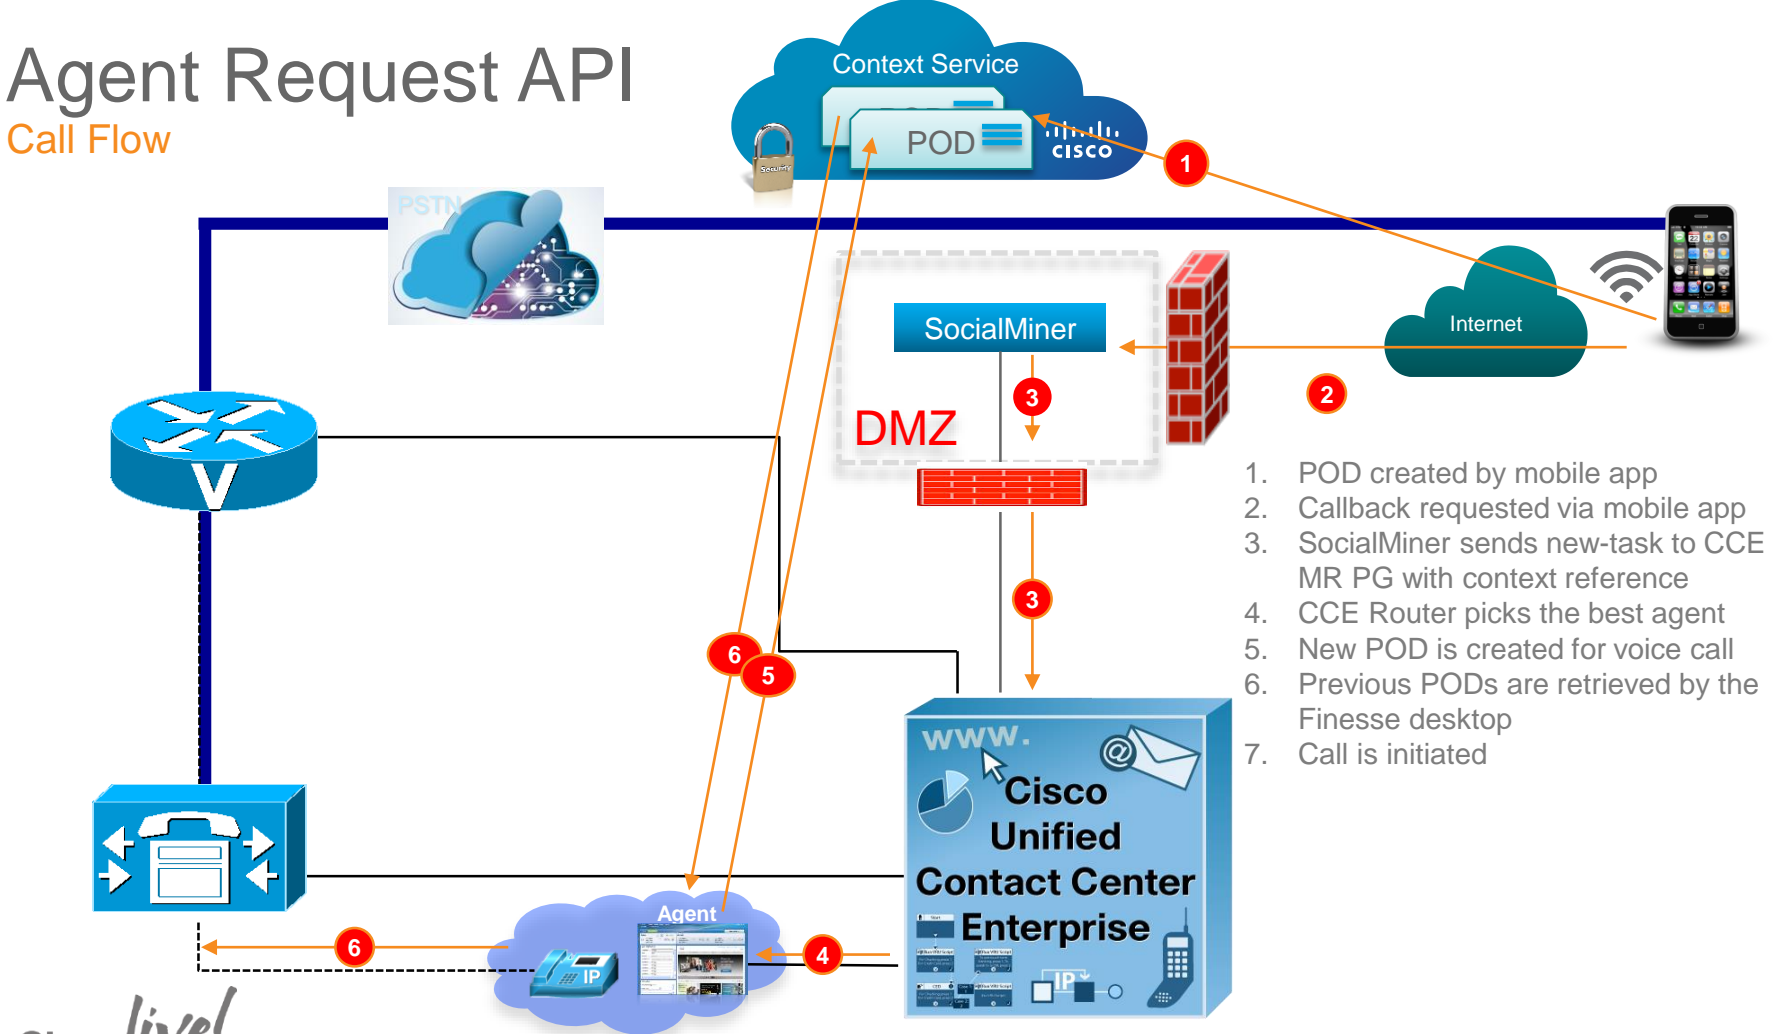 Agent Request API
Call Flow
Context Service
POD
CISCO
Security
PSTN
SocialMiner
Internet
DMZ
1
2
3
3
6
5
6
4
V
1. POD created by mobile app
2. Callback requested via mobile app
3. SocialMiner sends new-task to CCE
MR PG with context reference
4. CCE Router picks the best agent
5. New POD is created for voice call
6. Previous PODs are retrieved by the
Finesse desktop
7. Call is initiated
www.
@
Cisco
Unified
Contact Center
Enterprise
IP
Agent
IP
live!